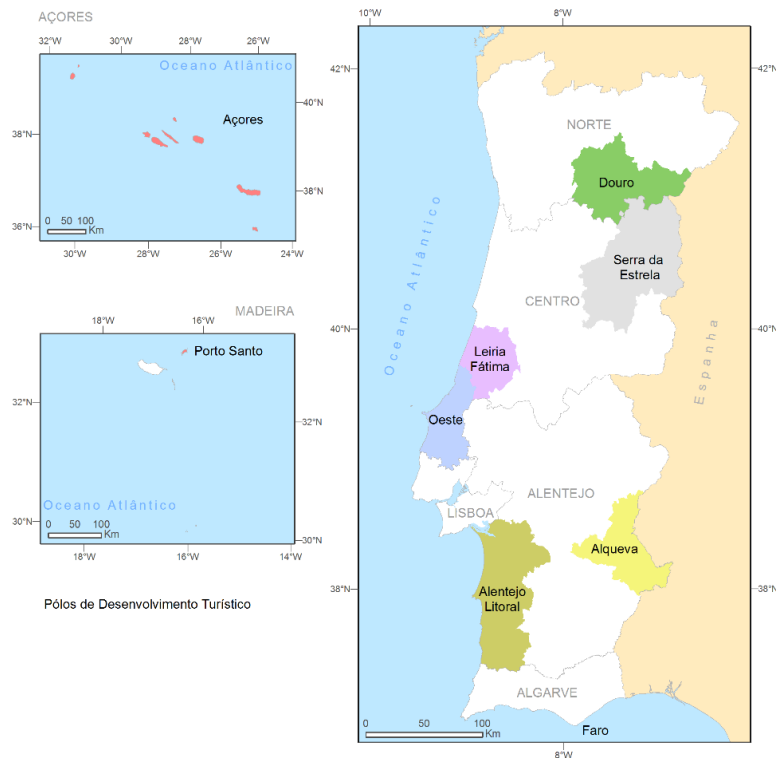 AÇORES
32°W 28°W 26°W
Oceano Atlântico
40°N
Açores
38°N
38°N
36°N
0 50 100
Km
30°W 28°W 26°W 24°W
MADEIRA
18°W 16°W
Porto Santo
32°N
32°N
Oceano Atlântico
30°N
30°N
0 50 100
Km
18°W 16°W 14°W
Pólos de Desenvolvimento Turístico
10°W 8°W
42°N
42°N
NORTE
Douro
Oceano Atlântico
Serra da
Estrela
CENTRO
40°N
40°N
Espanha
Leiria
Fátima
Oeste
ALENTEJO
LISBOA
Alqueva
38°N
38°N
Alentejo
Litoral
ALGARVE
0 50 100
Km
Faro
8°W